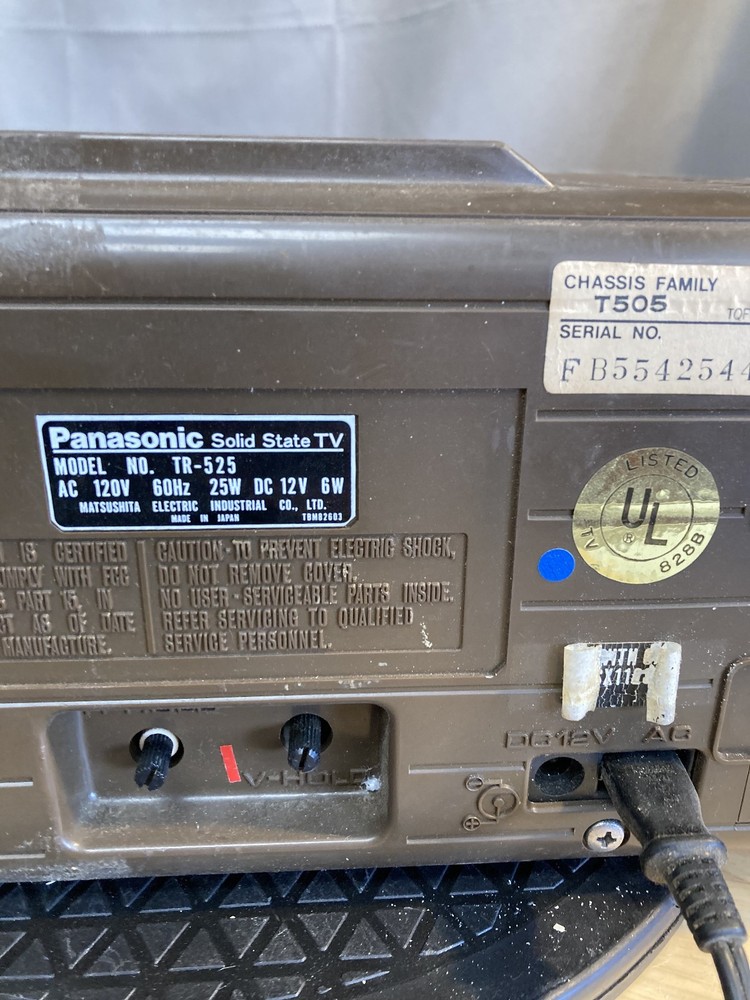 CHASSIS FAMILY
T505
TQF
SERIAL NO.
FB5542544
Panasonic Solid State TV
MODEL NO. TR-525
AC 120V 60Hz 25W DC 12V 6W
MATSUSHITA ELECTRIC INDUSTRIAL CO., LTD.
MADE IN JAPAN TBM82603
LISTED
UL
®
TV
828B
IS CERTIFIED
WITH FCC
PART 15, IN
AS OF DATE
MANUFACTURE.
CAUTION-TO PREVENT ELECTRIC SHOCK,
DO NOT REMOVE COVER.
NO USER-SERVICEABLE PARTS INSIDE.
REFER SERVICING TO QUALIFIED
SERVICE PERSONNEL.
V-HOLD
DC12V AC